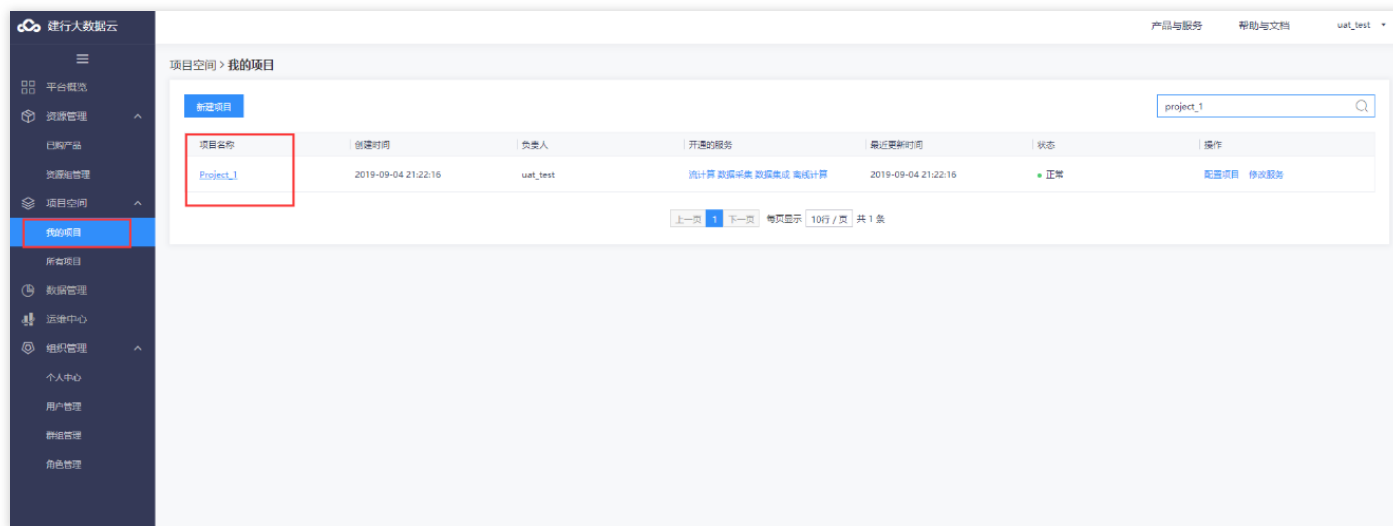 建行大数据云
产品与服务 帮助与文档 uat_test
项目空间 > 我的项目
平台概览
资源管理
已购产品
资源组管理
项目空间
我的项目
所有项目
数据管理
运维中心
组织管理
个人中心
用户管理
群组管理
角色管理
新建项目 project_1
项目名称 创建时间 负责人 开通的服务 最近更新时间 状态 操作
Project_1 2019-09-04 21:22:16 uat_test 流计算 数据采集 数据集成 离线计算 2019-09-04 21:22:16 正常 配置项目 修改服务
上一页 1 下一页 每页显示 10行 / 页 共 1 条